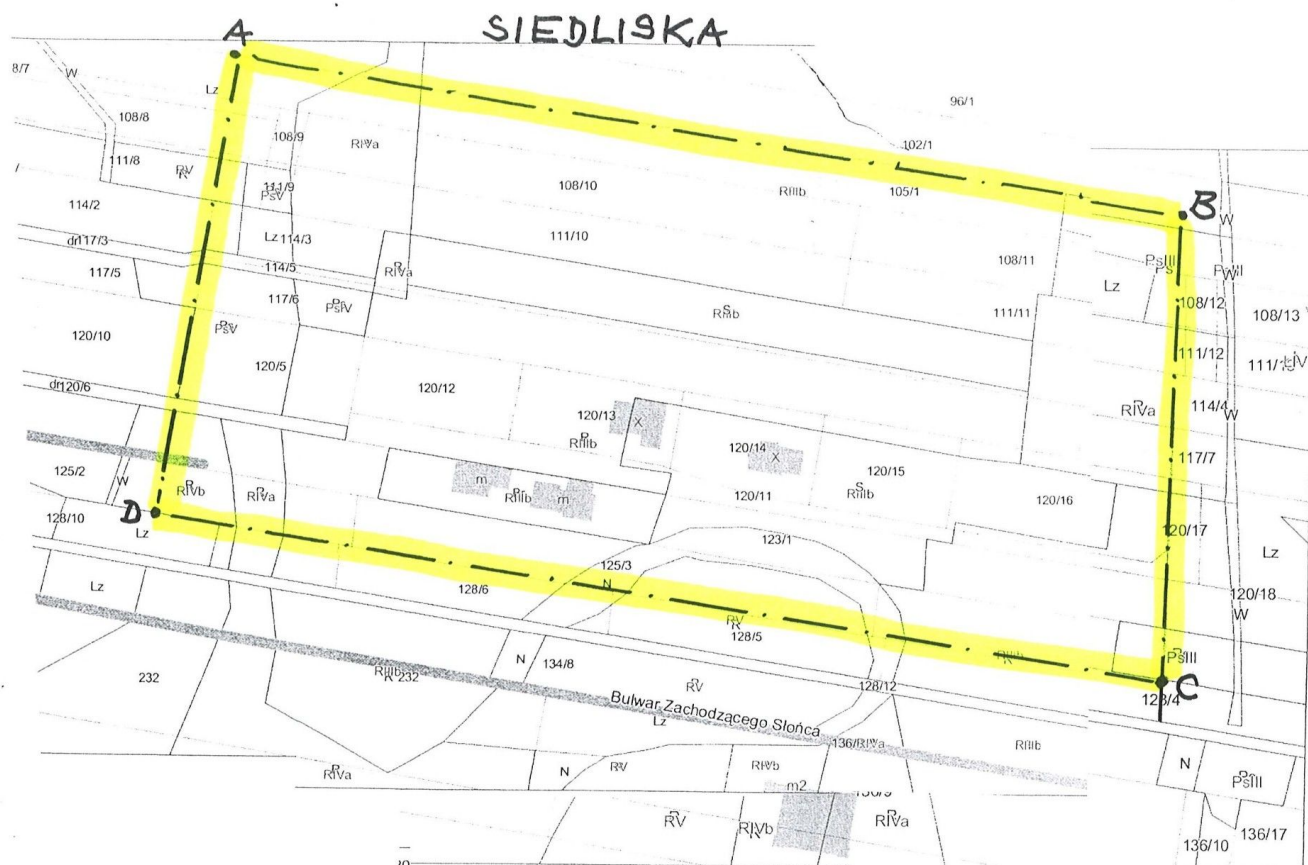 SIEDLISKA
A
8/7
W
Lz
96/1
108/8
108/9
RIVa
102/1
111/8
RV
111/9
PsV
108/10
RIIIb
105/1
B
W
114/2
Lz 114/3
111/10
dr 117/3
114/5
RIVa
108/11
PsIII
Ps
W
Lz
117/5
117/6
PsIV
RIIIb
111/11
108/12
108/13
PsV
120/10
120/5
111/12
dr 120/6
120/12
120/13
X
RIVa
114/4
W
RIIIb
120/14
X
117/7
125/2
W
m
120/15
RIVb
RIVa
RIIIb
m
120/11
RIIIb
120/16
128/10
D
Lz
123/1
120/17
Lz
125/3
N
Lz
128/6
120/18
W
RV
128/5
PsIII
N
134/8
232
RIIIb
232
RV
128/12
C
Bulwar Zachodzącego Słońca
Lz
136/RIVa
RIIIb
RIVa
N
RV
RIVb
N
PsIII
m2
RV
RIVb
RIVa
136/10
136/17